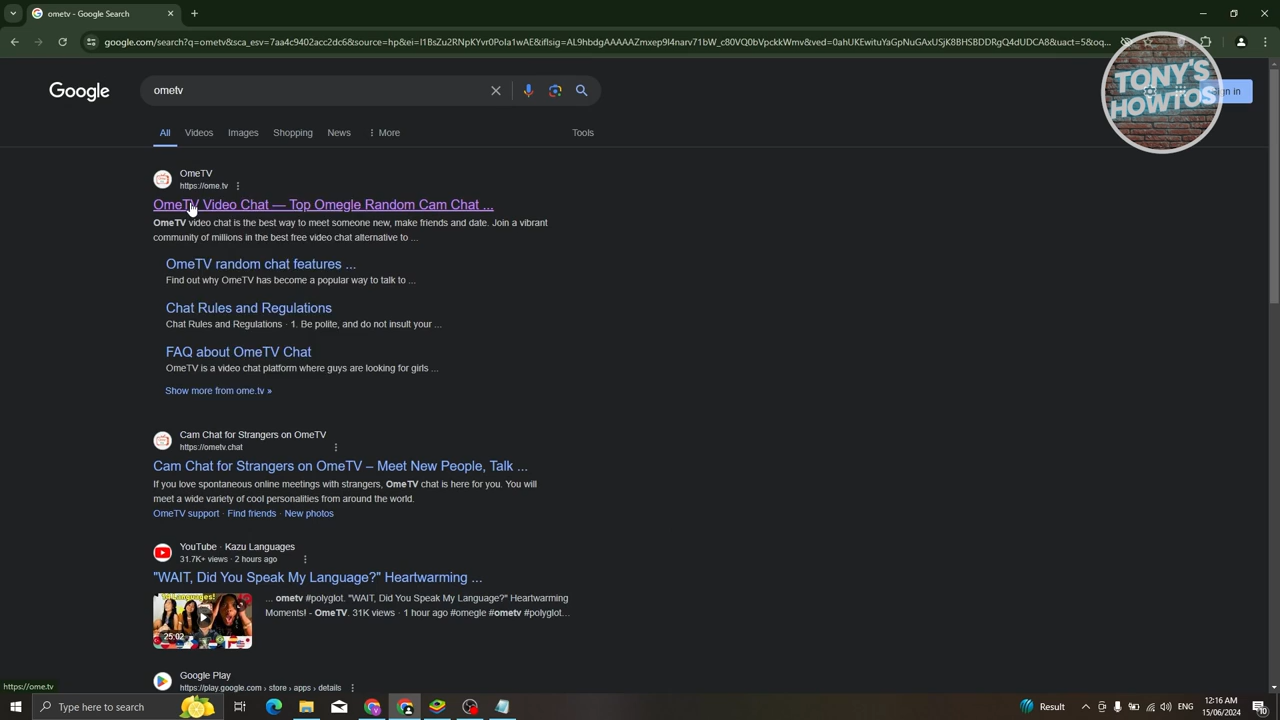 ometv - Google Search
google.com/search?q=ometv&sca_esv=7aa4c9402acc2dc6&source=hp&ei=
TONY'S
HOWTOS
Google
ometv
in
All
Videos
Images
Shopping
News
More
Tools
OmeTV
https://ome.tv
OmeTV Video Chat — Top Omegle Random Cam Chat ...
OmeTV video chat is the best way to meet someone new, make friends and date. Join a vibrant
community of millions in the best free video chat alternative to ...
OmeTV random chat features ...
Find out why OmeTV has become a popular way to talk to ...
Chat Rules and Regulations
Chat Rules and Regulations · 1. Be polite, and do not insult your ...
FAQ about OmeTV Chat
OmeTV is a video chat platform where guys are looking for girls ...
Show more from ome.tv »
Cam Chat for Strangers on OmeTV
https://ometv.chat
Cam Chat for Strangers on OmeTV – Meet New People, Talk ...
If you love spontaneous online meetings with strangers, OmeTV chat is here for you. You will
meet a wide variety of cool personalities from around the world.
OmeTV support · Find friends · New photos
YouTube · Kazu Languages
31.7K+ views · 2 hours ago
"WAIT, Did You Speak My Language?" Heartwarming ...
... ometv #polyglot. "WAIT, Did You Speak My Language?" Heartwarming
Moments! - OmeTV. 31K views · 1 hour ago #omegle #ometv #polyglot...
25:02
Google Play
https://play.google.com › store › apps › details
https://ome.tv
Type here to search
Result
ENG
12:16 AM
15/06/2024